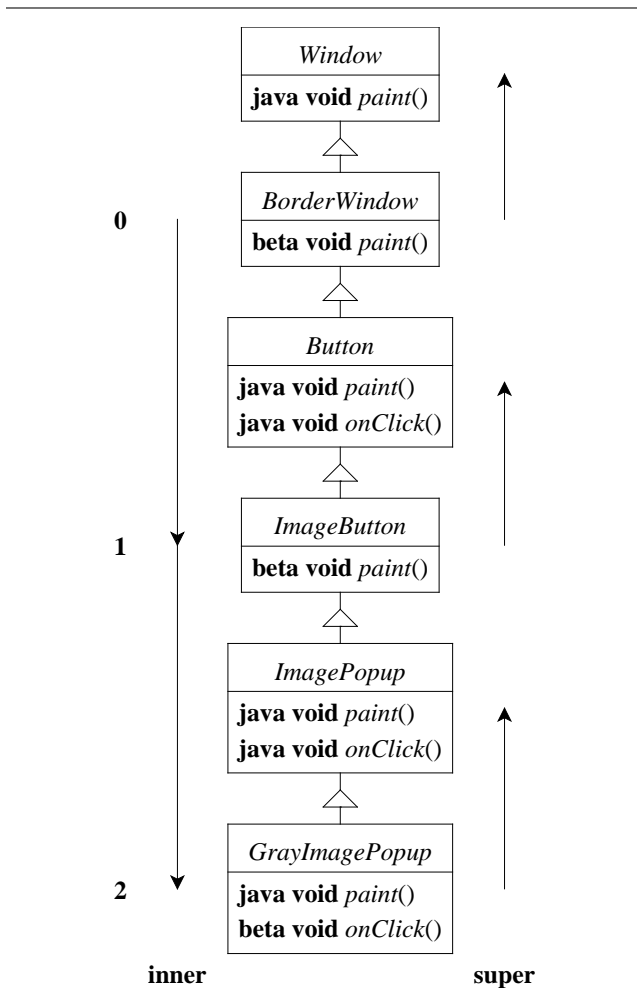 Window
java void paint()
0
BorderWindow
beta void paint()
Button
java void paint()
java void onClick()
1
ImageButton
beta void paint()
ImagePopup
java void paint()
java void onClick()
2
GrayImagePopup
java void paint()
beta void onClick()
inner
super